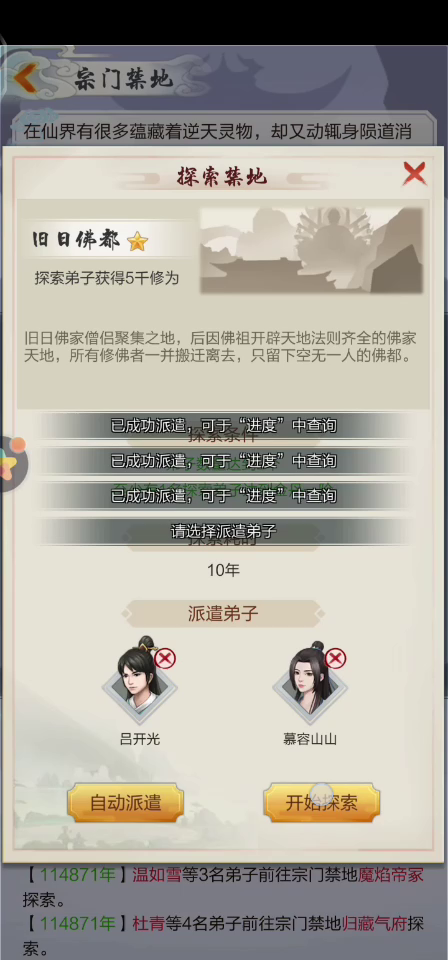 宗门禁地
在仙界有很多蕴藏着逆天灵物，却又动辄身陨道消
探索禁地
旧日佛都
探索弟子获得5千修为
旧日佛家僧侣聚集之地，后因佛祖开辟天地法则齐全的佛家
天地，所有修佛者一并搬迁离去，只留下空无一人的佛都。
已成功派遣，可于“进度”中查询
探索条件
已成功派遣，可于“进度”中查询
已成功派遣，可于“进度”中查询
请选择派遣弟子
10年
派遣弟子
吕开光
慕容山山
自动派遣
开始探索
【114871年】温如雪等3名弟子前往宗门禁地魔焰帝冢
探索。
【114871年】杜青等4名弟子前往宗门禁地归藏气府探
索。